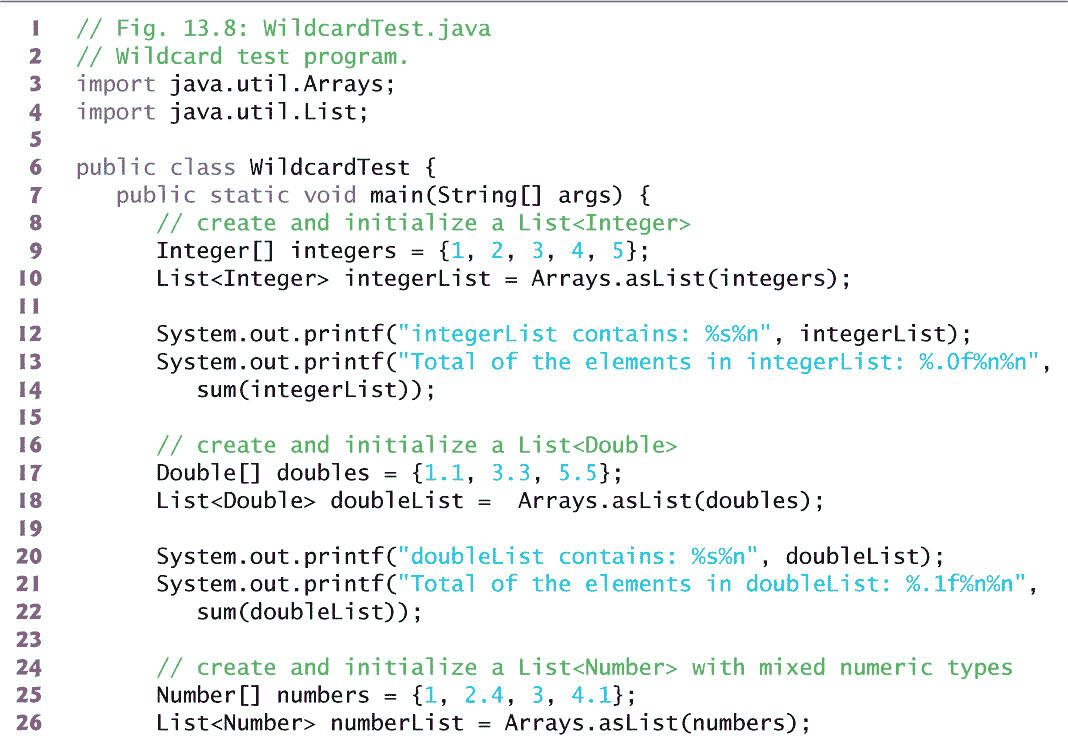 1 // Fig. 13.8: WildcardTest.java
2 // Wildcard test program.
3 import java.util.Arrays;
4 import java.util.List;
5
6 public class WildcardTest {
7 public static void main(String[] args) {
8 // create and initialize a List<Integer>
9 Integer[] integers = {1, 2, 3, 4, 5};
10 List<Integer> integerList = Arrays.asList(integers);
11
12 System.out.printf("integerList contains: %s%n", integerList);
13 System.out.printf("Total of the elements in integerList: %.0f%n%n",
14 sum(integerList));
15
16 // create and initialize a List<Double>
17 Double[] doubles = {1.1, 3.3, 5.5};
18 List<Double> doubleList =  Arrays.asList(doubles);
19
20 System.out.printf("doubleList contains: %s%n", doubleList);
21 System.out.printf("Total of the elements in doubleList: %.1f%n%n",
22 sum(doubleList));
23
24 // create and initialize a List<Number> with mixed numeric types
25 Number[] numbers = {1, 2.4, 3, 4.1};
26 List<Number> numberList = Arrays.asList(numbers);